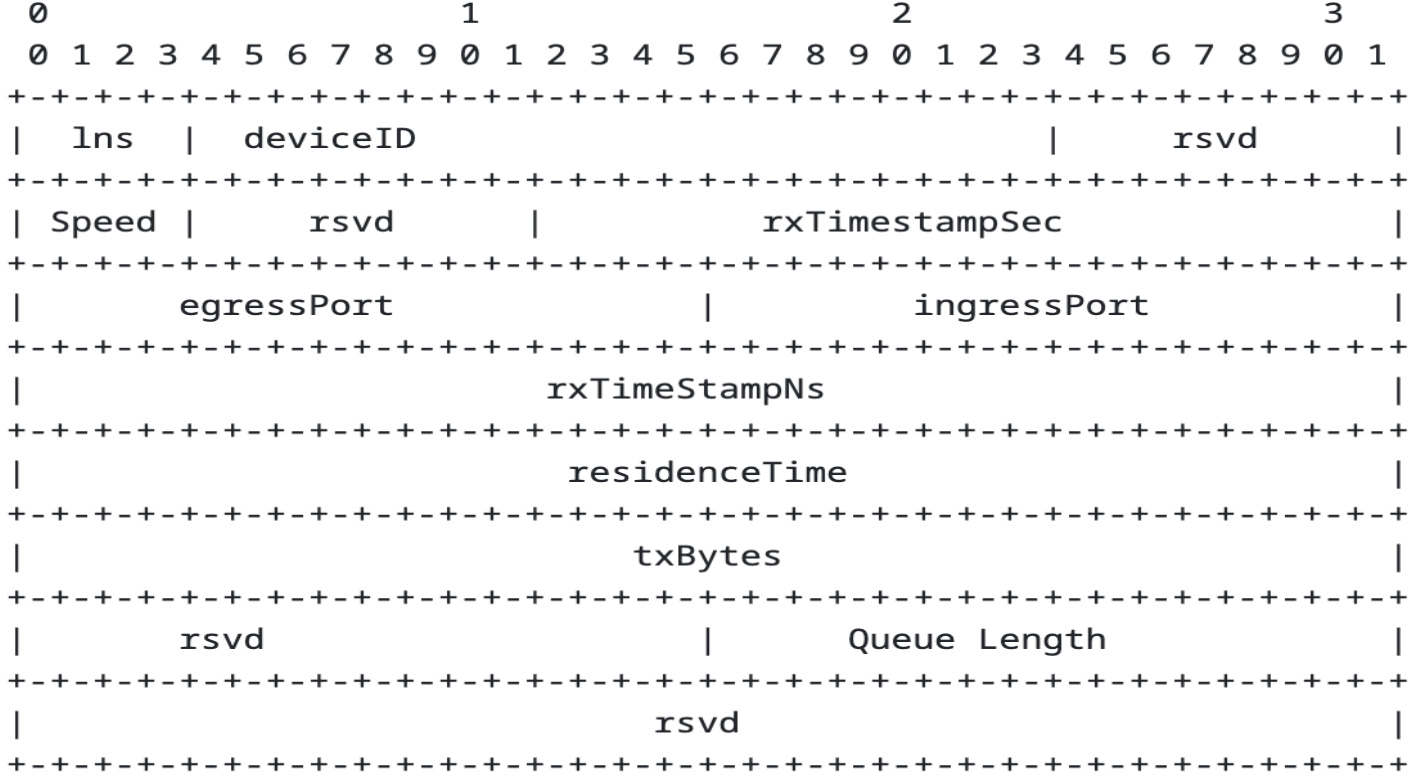 0                   1                   2                   3
 0 1 2 3 4 5 6 7 8 9 0 1 2 3 4 5 6 7 8 9 0 1 2 3 4 5 6 7 8 9 0 1
+-+-+-+-+-+-+-+-+-+-+-+-+-+-+-+-+-+-+-+-+-+-+-+-+-+-+-+-+-+-+-+-+
|  lns  |  deviceID                             |     rsvd      |
+-+-+-+-+-+-+-+-+-+-+-+-+-+-+-+-+-+-+-+-+-+-+-+-+-+-+-+-+-+-+-+-+
| Speed |     rsvd      |          rxTimestampSec               |
+-+-+-+-+-+-+-+-+-+-+-+-+-+-+-+-+-+-+-+-+-+-+-+-+-+-+-+-+-+-+-+-+
|       egressPort              |         ingressPort           |
+-+-+-+-+-+-+-+-+-+-+-+-+-+-+-+-+-+-+-+-+-+-+-+-+-+-+-+-+-+-+-+-+
|                        rxTimeStampNs                          |
+-+-+-+-+-+-+-+-+-+-+-+-+-+-+-+-+-+-+-+-+-+-+-+-+-+-+-+-+-+-+-+-+
|                         residenceTime                         |
+-+-+-+-+-+-+-+-+-+-+-+-+-+-+-+-+-+-+-+-+-+-+-+-+-+-+-+-+-+-+-+-+
|                            txBytes                            |
+-+-+-+-+-+-+-+-+-+-+-+-+-+-+-+-+-+-+-+-+-+-+-+-+-+-+-+-+-+-+-+-+
|       rsvd                    |      Queue Length             |
+-+-+-+-+-+-+-+-+-+-+-+-+-+-+-+-+-+-+-+-+-+-+-+-+-+-+-+-+-+-+-+-+
|                             rsvd                              |
+-+-+-+-+-+-+-+-+-+-+-+-+-+-+-+-+-+-+-+-+-+-+-+-+-+-+-+-+-+-+-+-+